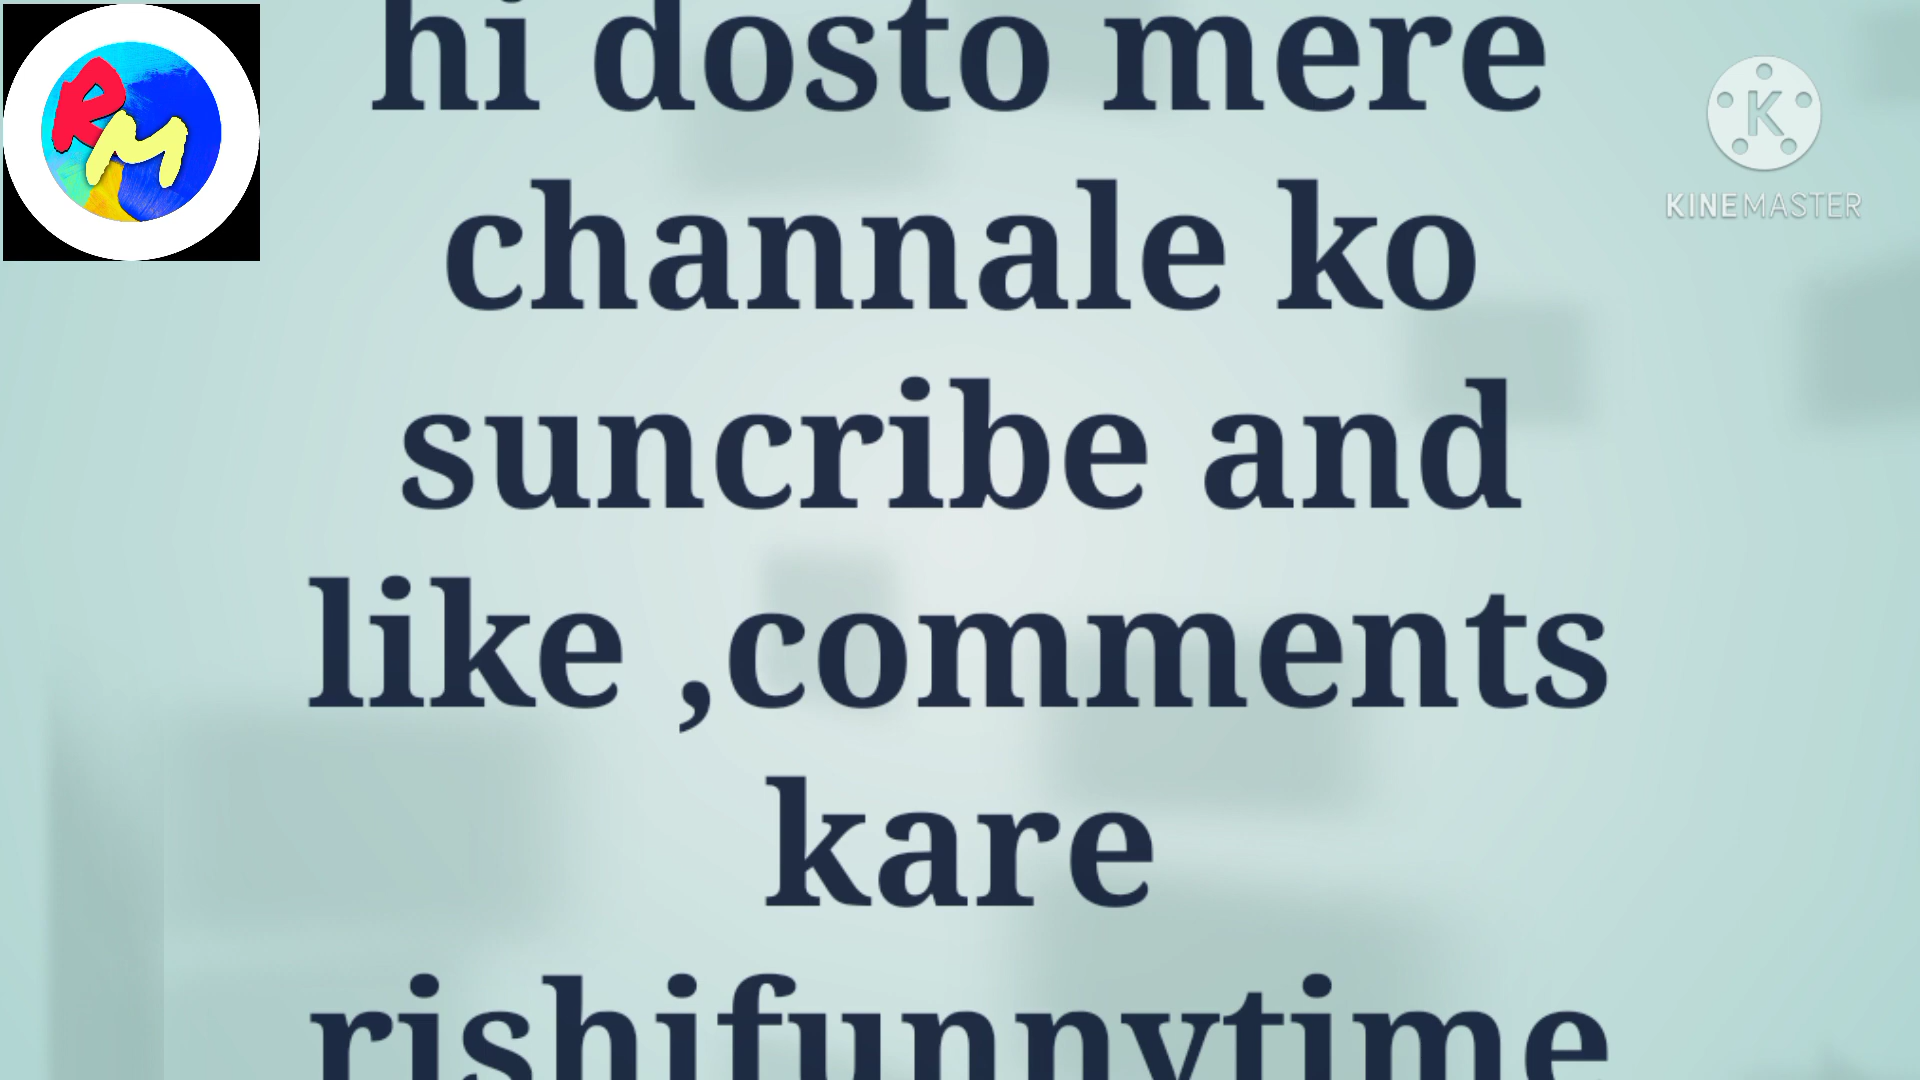 RM
hi dosto mere
channale ko
suncribe and
like ,comments
kare
rishifunnytime
K
KINEMASTER